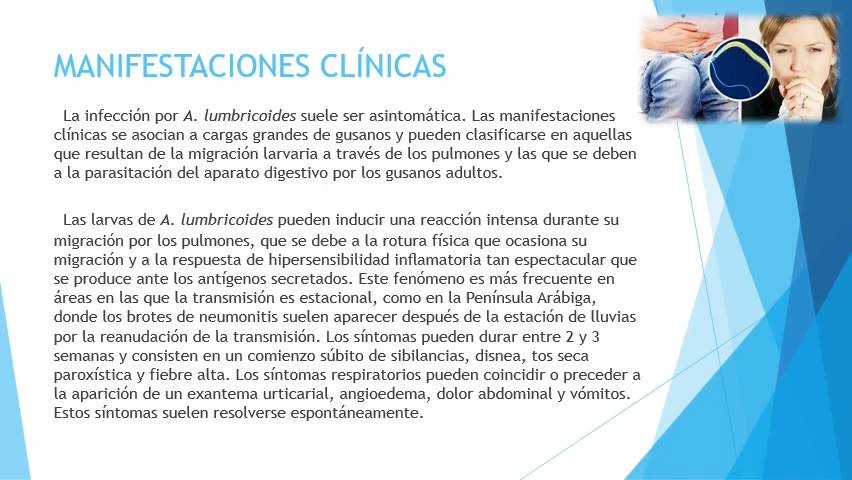 MANIFESTACIONES CLÍNICAS
La infección por A. lumbricoides suele ser asintomática. Las manifestaciones
clínicas se asocian a cargas grandes de gusanos y pueden clasificarse en aquellas
que resultan de la migración larvaria a través de los pulmones y las que se deben
a la parasitación del aparato digestivo por los gusanos adultos.
Las larvas de A. lumbricoides pueden inducir una reacción intensa durante su
migración por los pulmones, que se debe a la rotura física que ocasiona su
migración y a la respuesta de hipersensibilidad inflamatoria tan espectacular que
se produce ante los antígenos secretados. Este fenómeno es más frecuente en
áreas en las que la transmisión es estacional, como en la Península Arábiga,
donde los brotes de neumonitis suelen aparecer después de la estación de lluvias
por la reanudación de la transmisión. Los síntomas pueden durar entre 2 y 3
semanas y consisten en un comienzo súbito de sibilancias, disnea, tos seca
paroxística y fiebre alta. Los síntomas respiratorios pueden coincidir o preceder a
la aparición de un exantema urticarial, angioedema, dolor abdominal y vómitos.
Estos síntomas suelen resolverse espontáneamente.